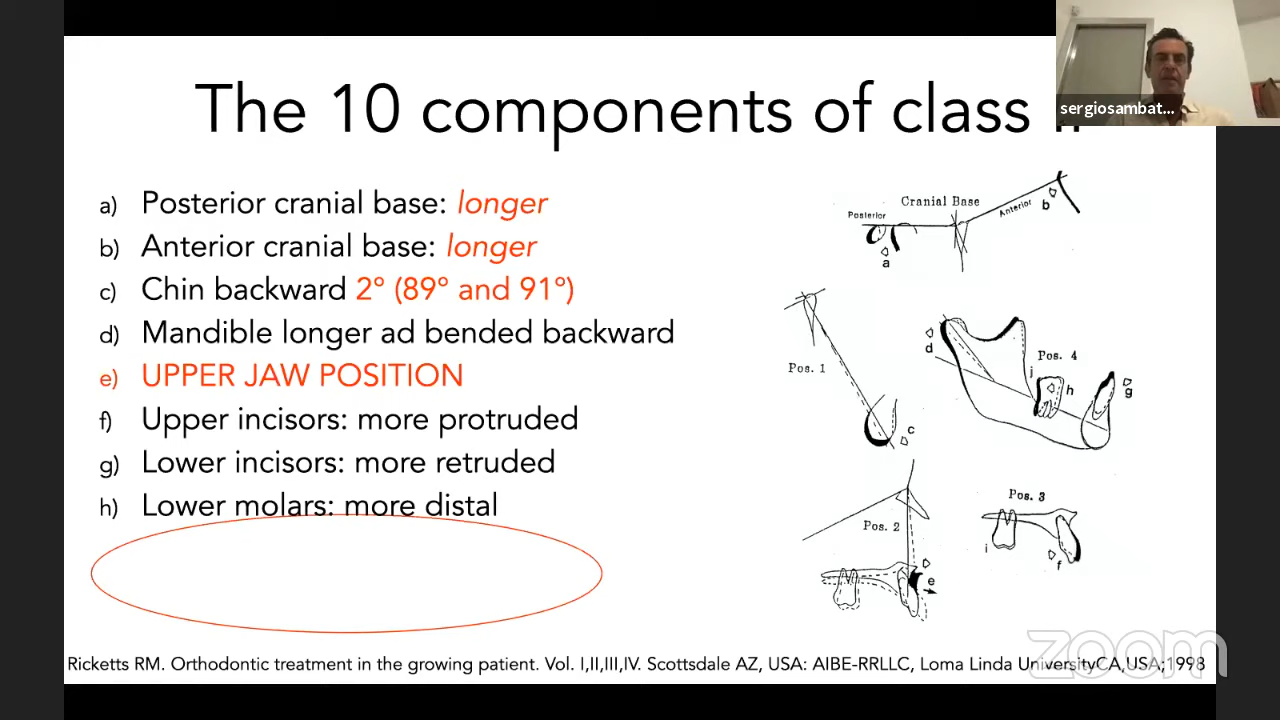 The 10 components of class
sergiosambat...
a) Posterior cranial base: longer
b) Anterior cranial base: longer
c) Chin backward 2° (89° and 91°)
d) Mandible longer ad bended backward
e) UPPER JAW POSITION
f) Upper incisors: more protruded
g) Lower incisors: more retruded
h) Lower molars: more distal
Cranial Base
Posterior
Anterior
b
a
Pos. 1
c
d
Pos. 4
j
h
g
Pos. 2
e
Pos. 3
i
f
zoom
Ricketts RM. Orthodontic treatment in the growing patient. Vol. I,II,III,IV. Scottsdale AZ, USA: AIBE-RRLLC, Loma Linda UniversityCA,USA;1998